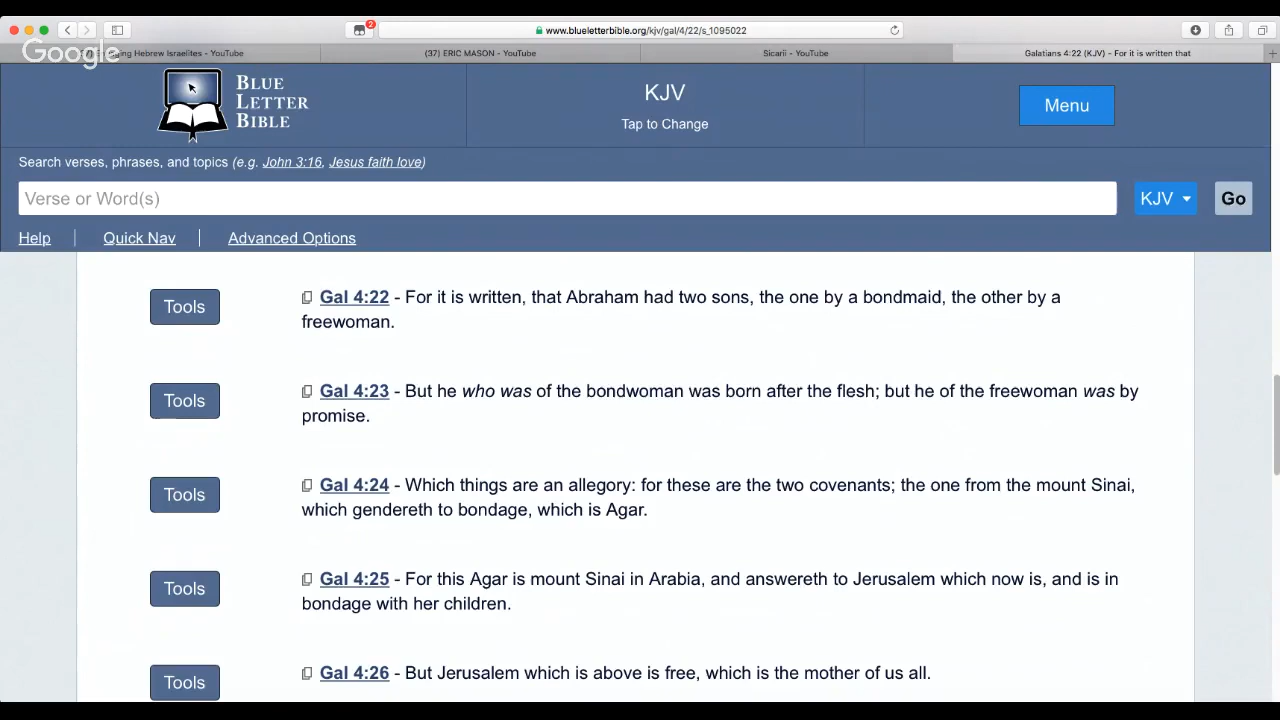 2
www.blueletterbible.org/kjv/gal/4/22/s_1095022
Hebrew Israelites - YouTube
(37) ERIC MASON - YouTube
Sicarii - YouTube
Galatians 4:22 (KJV) - For it is written that
Google
BLUE
LETTER
BIBLE
KJV
Tap to Change
Menu
Search verses, phrases, and topics (e.g. John 3:16, Jesus faith love)
Verse or Word(s)
KJV
Go
Help
Quick Nav
Advanced Options
Tools
Gal 4:22 - For it is written, that Abraham had two sons, the one by a bondmaid, the other by a
freewoman.
Tools
Gal 4:23 - But he who was of the bondwoman was born after the flesh; but he of the freewoman was by
promise.
Tools
Gal 4:24 - Which things are an allegory: for these are the two covenants; the one from the mount Sinai,
which gendereth to bondage, which is Agar.
Tools
Gal 4:25 - For this Agar is mount Sinai in Arabia, and answereth to Jerusalem which now is, and is in
bondage with her children.
Tools
Gal 4:26 - But Jerusalem which is above is free, which is the mother of us all.